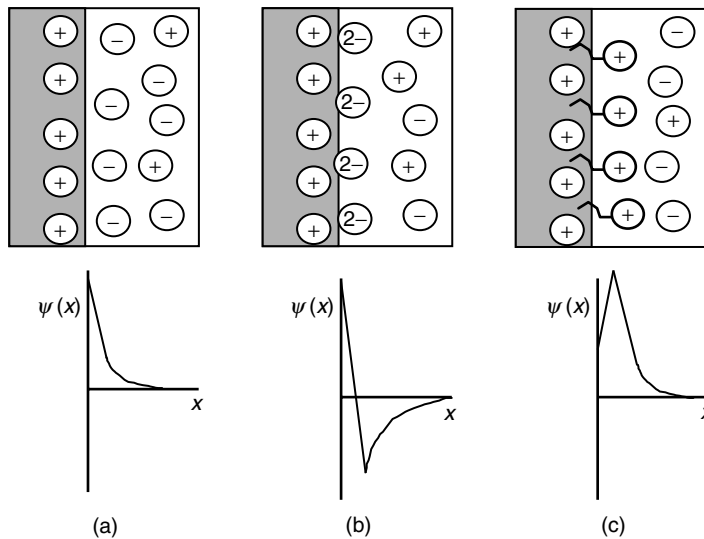 + − + + 2− + + −
+
+ − + + + −
− 2− +
− − +
+ + +
− + 2− + + + −
+ + +
− − 2− − + −
+ + +
ψ(x) ψ(x) ψ(x)
x x x
(a) (b) (c)